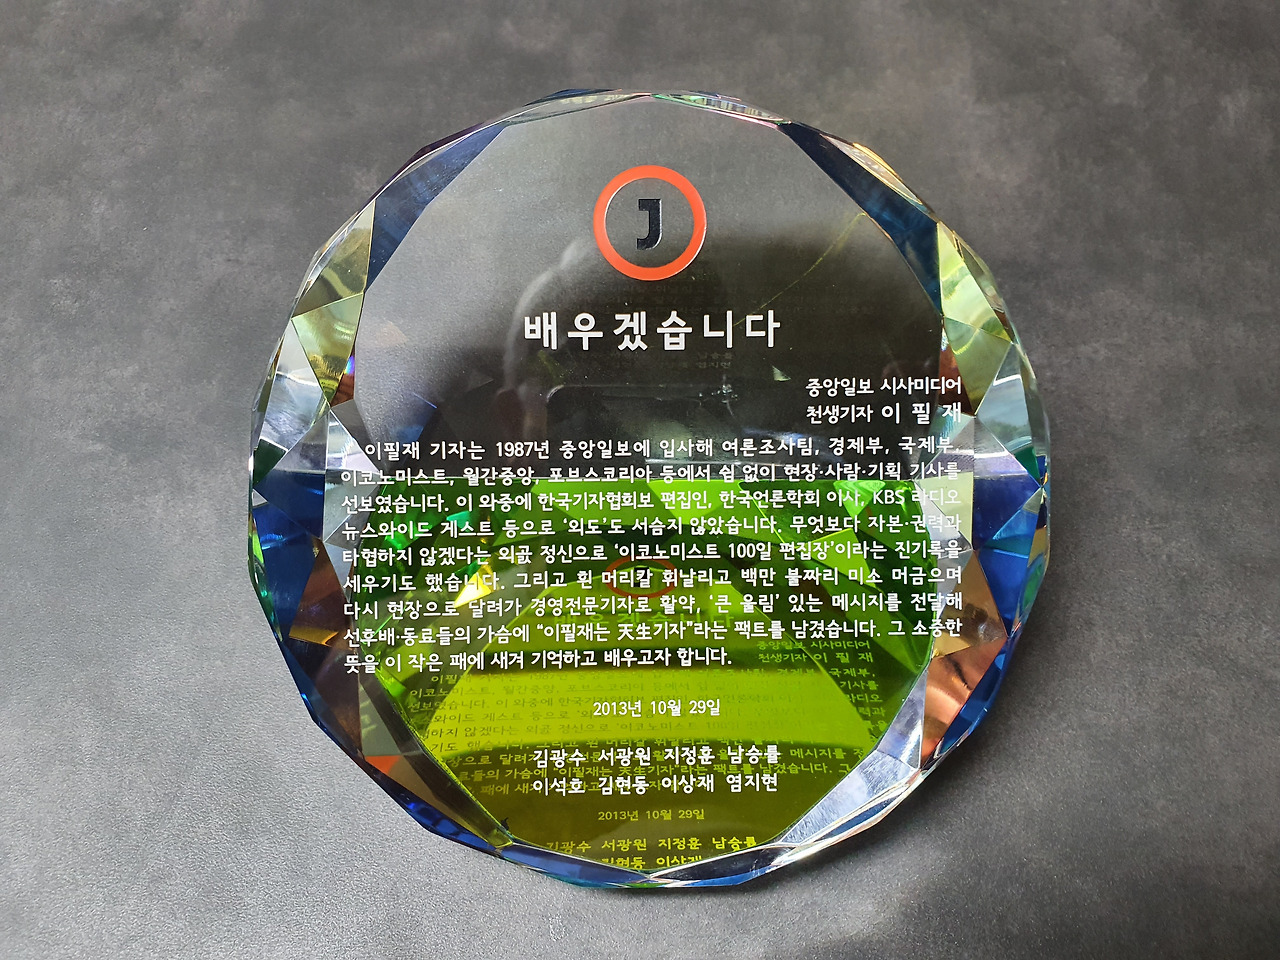 J
배우겠습니다
중앙일보 시사미디어
천생기자 이 필 재
이필재 기자는 1987년 중앙일보에 입사해 여론조사팀, 경제부, 국제부,
이코노미스트, 월간중앙, 포브스코리아 등에서 쉼 없이 현장·사람·기획 기사를
선보였습니다. 이 와중에 한국기자협회보 편집인, 한국언론학회 이사, KBS 라디오
뉴스와이드 게스트 등으로 ‘외도’도 서슴지 않았습니다. 무엇보다 자본·권력과
타협하지 않겠다는 외곬 정신으로 ‘이코노미스트 100일 편집장’이라는 진기록을
세우기도 했습니다. 그리고 흰 머리칼 휘날리고 백만 불짜리 미소 머금으며
다시 현장으로 달려가 경영전문기자로 활약, ‘큰 울림’ 있는 메시지를 전달해
선후배·동료들의 가슴에 “이필재는 天生기자”라는 팩트를 남겼습니다. 그 소중한
뜻을 이 작은 패에 새겨 기억하고 배우고자 합니다.
2013년 10월 29일
김광수 서광원 지정훈 남승률
이석호 김현동 이상재 염지현